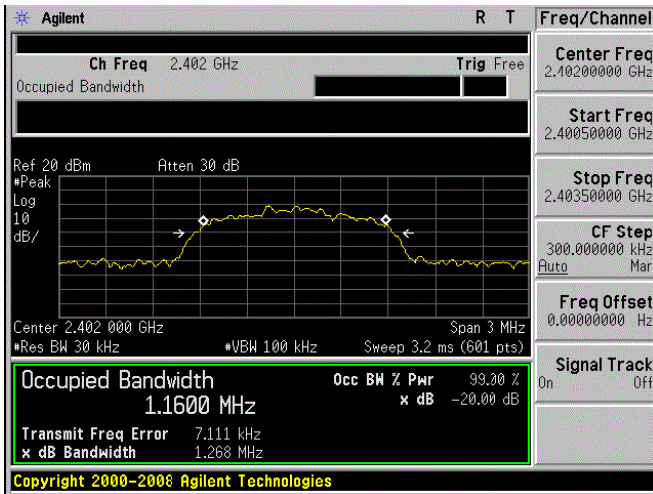 Agilent R T Freq/Channel
Ch Freq 2.402 GHz Trig Free
Occupied Bandwidth
Center Freq
2.40200000 GHz
Start Freq
2.40050000 GHz
Stop Freq
2.40350000 GHz
CF Step
300.000000 kHz
Auto Man
Freq Offset
0.00000000 Hz
Signal Track
On Off
Ref 20 dBm Atten 30 dB
#Peak
Log
10
dB/
Center 2.402 000 GHz Span 3 MHz
#Res BW 30 kHz #VBW 100 kHz Sweep 3.2 ms (601 pts)
Occupied Bandwidth Occ BW % Pwr 99.00 %
1.1600 MHz x dB -20.00 dB
Transmit Freq Error 7.111 kHz
x dB Bandwidth 1.268 MHz
Copyright 2000-2008 Agilent Technologies